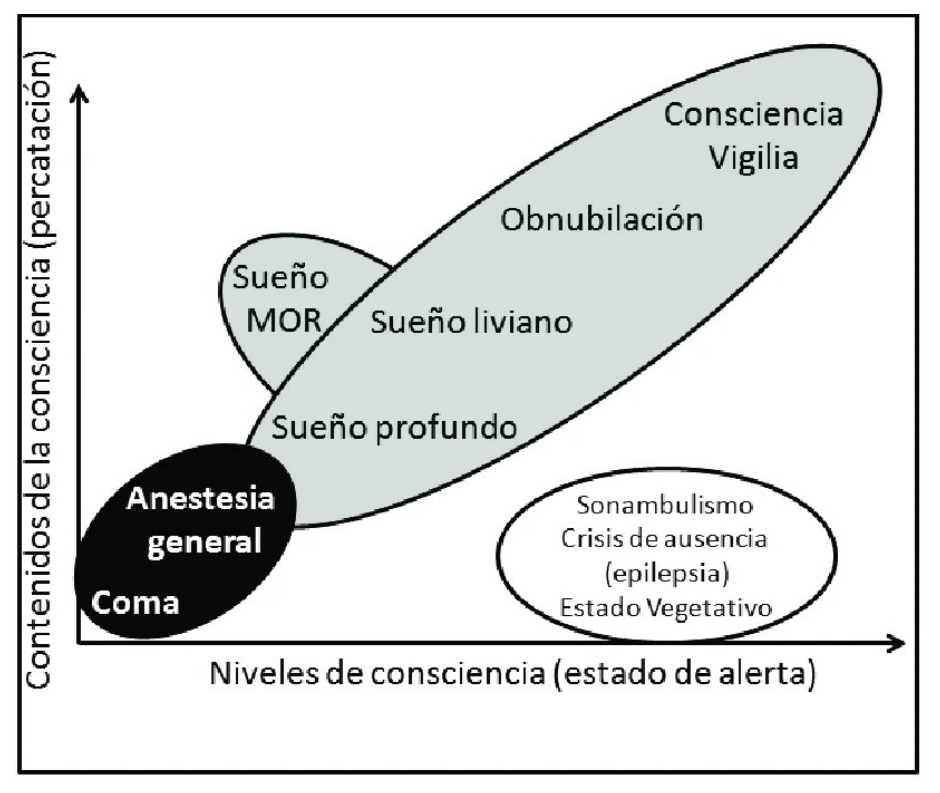 Contenidos de la consciencia (percatación)
Consciencia
Vigilia
Obnubilación
Sueño
MOR
Sueño liviano
Sueño profundo
Anestesia
general
Coma
Sonambulismo
Crisis de ausencia
(epilepsia)
Estado Vegetativo
Niveles de consciencia (estado de alerta)